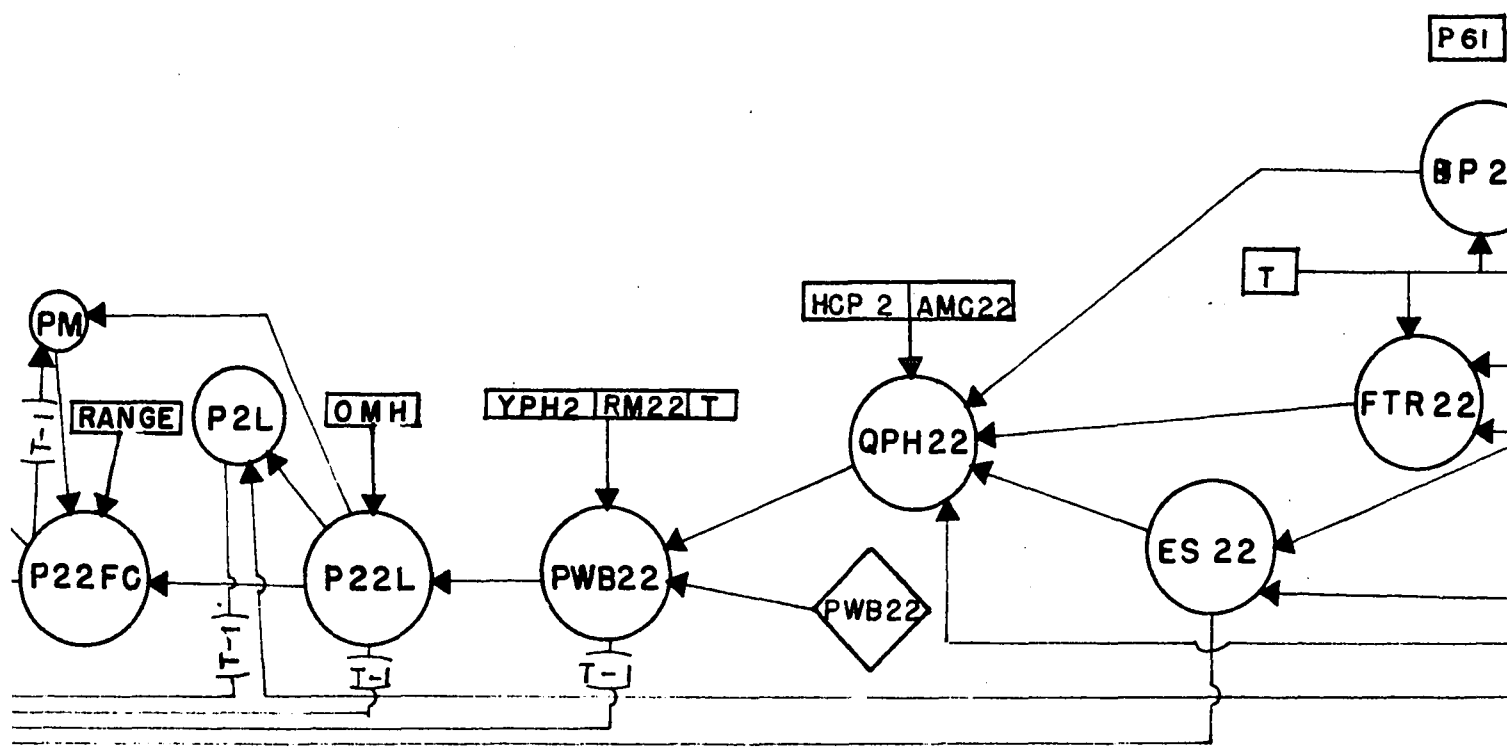 P61
BP2
T
HCP 2 AMC22
PM
T-1
RANGE
P2L
OMH
YPH2 RM22 T
QPH22
FTR22
ES 22
P22FC
P22L
PWB22
PWB22
T-1
T-1
T-1